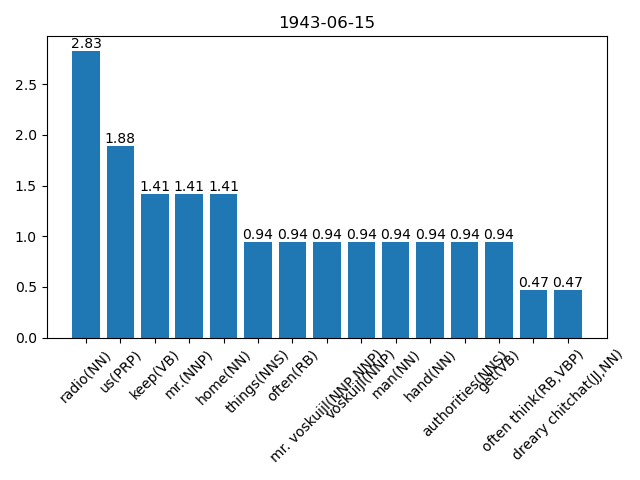 1943-06-15
2.83
1.88
1.41
1.41
1.41
0.94
0.94
0.94
0.94
0.94
0.94
0.94
0.94
0.47
0.47
2.5
2.0
1.5
1.0
0.5
0.0
radio(NN)
us(PRP)
keep(VB)
mr.(NNP)
home(NN)
things(NNS)
often(RB)
mr. voskuijl(NNP,NNP)
voskuijl(NNP)
man(NN)
hand(NN)
authorities(NNS)
get(VB)
often think(RB,VBP)
dreary chitchat(JJ,NN)